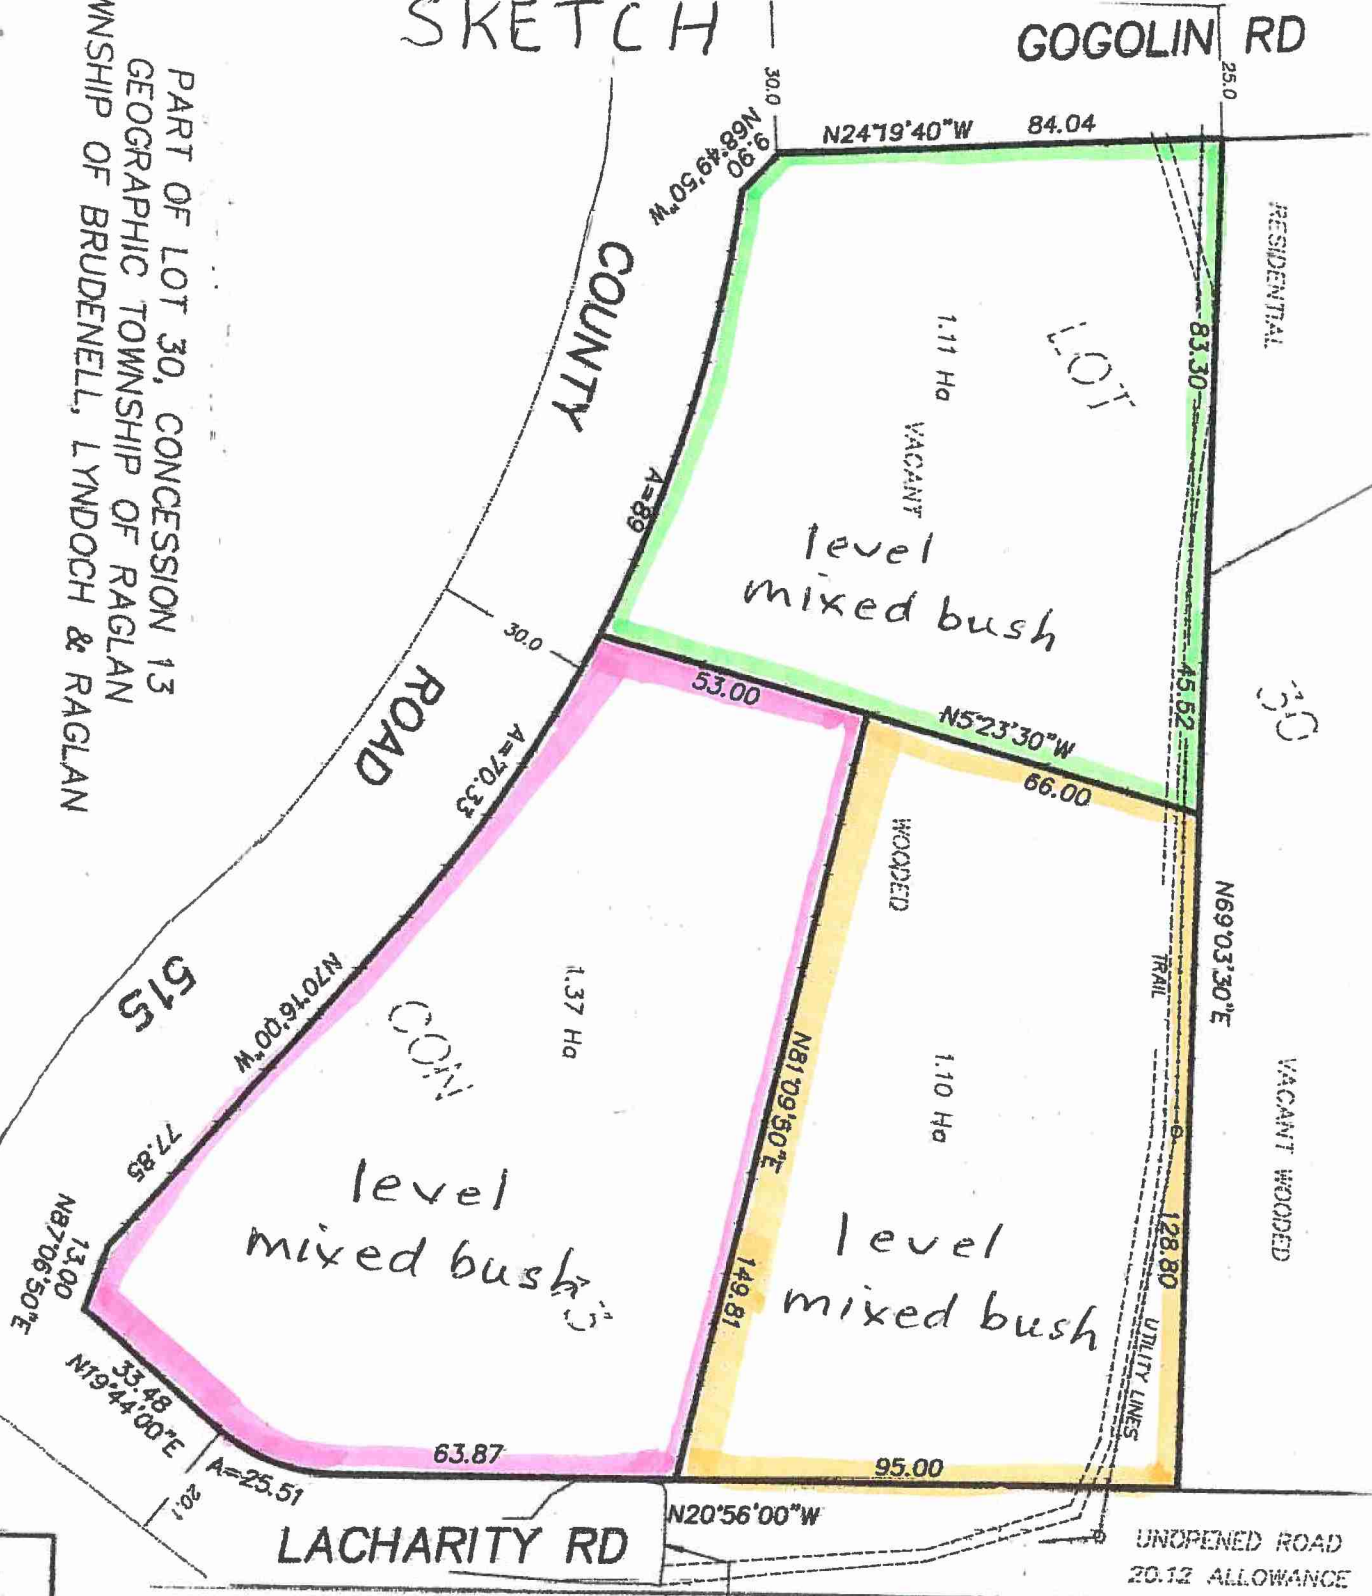 SKETCH
GOGOLIN RD
30.0
25.0
N68°49'50"W
9.90
N24°19'40"W
84.04
PART OF LOT 30, CONCESSION 13
GEOGRAPHIC TOWNSHIP OF RAGLAN
WNSHIP OF BRUDENELL, LYNDOCH & RAGLAN
RESIDENTIAL
COUNTY
ROAD
515
LOT
30
CON
83.30
1.11 Ha
VACANT
level
mixed bush
A=89
30.0
45.52
53.00
N5°23'30"W
66.00
A=70.33
WOODED
N69°03'30"E
TRAIL
N70°16'00"W
77.85
1.37 Ha
1.10 Ha
N81°09'50"E
149.81
VACANT WOODED
128.80
level
mixed bush
level
mixed bush
UTILITY LINES
13.00
N87°06'50"E
33.48
N19°44'00"E
A=25.51
20.1
63.87
95.00
N20°56'00"W
LACHARITY RD
UNOPENED ROAD
20.12 ALLOWANCE